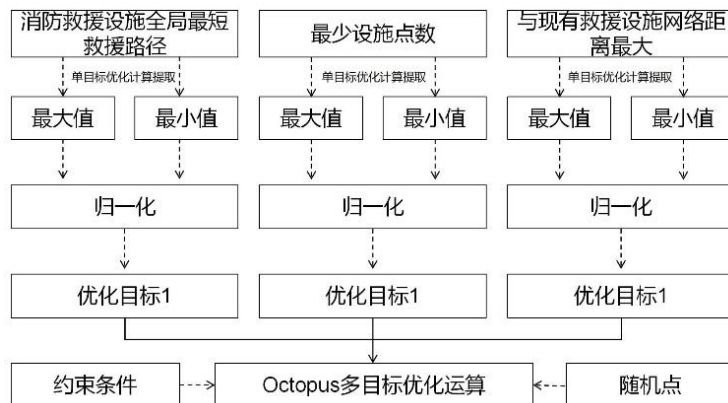 消防救援设施全局最短
救援路径
最少设施点数
与现有救援设施网络距
离最大
单目标优化计算提取
单目标优化计算提取
单目标优化计算提取
最大值
最小值
最大值
最小值
最大值
最小值
归一化
归一化
归一化
优化目标1
优化目标1
优化目标1
约束条件
Octopus多目标优化运算
随机点